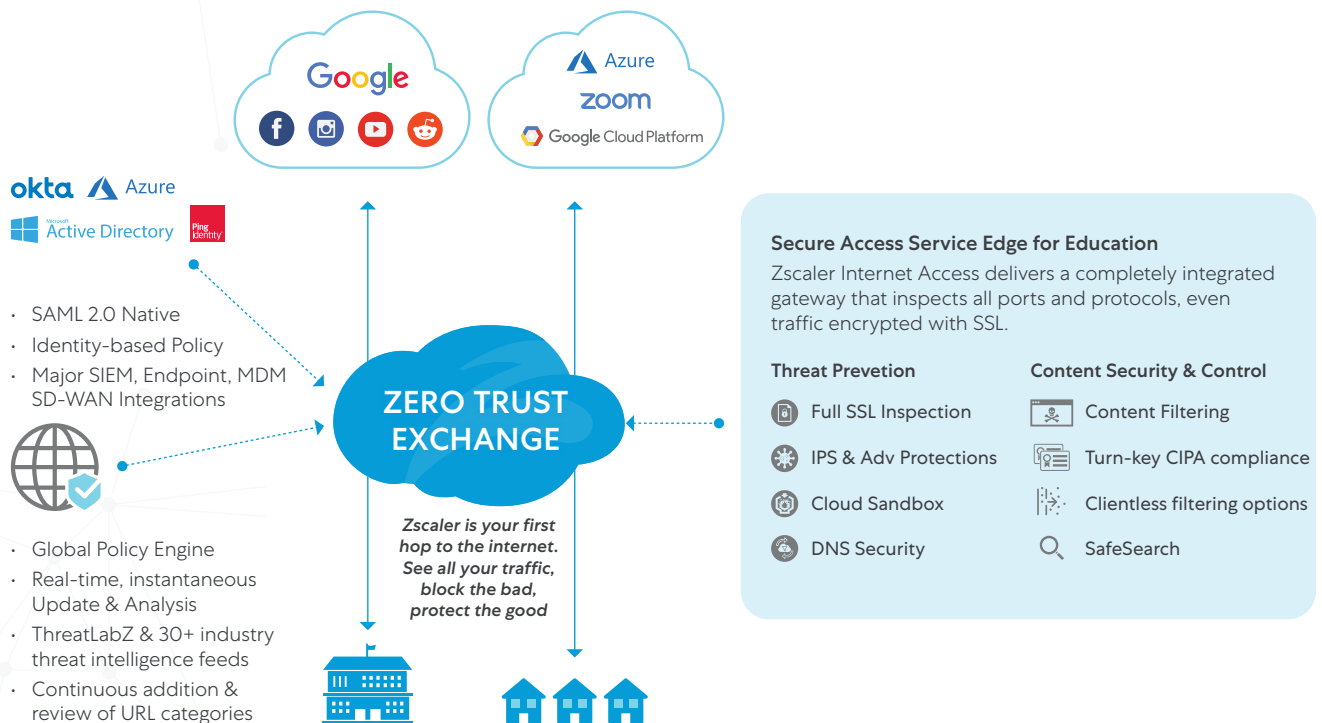 Google
f
Azure
zoom
Google Cloud Platform
okta
Azure
Microsoft
Active Directory
Ping
Identity
• SAML 2.0 Native
• Identity-based Policy
• Major SIEM, Endpoint, MDM
SD-WAN Integrations
• Global Policy Engine
• Real-time, instantaneous
Update & Analysis
• ThreatLabZ & 30+ industry
threat intelligence feeds
• Continuous addition &
review of URL categories
ZERO TRUST
EXCHANGE
Zscaler is your first
hop to the internet.
See all your traffic,
block the bad,
protect the good
Secure Access Service Edge for Education
Zscaler Internet Access delivers a completely integrated
gateway that inspects all ports and protocols, even
traffic encrypted with SSL.
Threat Prevetion
Full SSL Inspection
IPS & Adv Protections
Cloud Sandbox
DNS Security
Content Security & Control
Content Filtering
Turn-key CIPA compliance
Clientless filtering options
SafeSearch